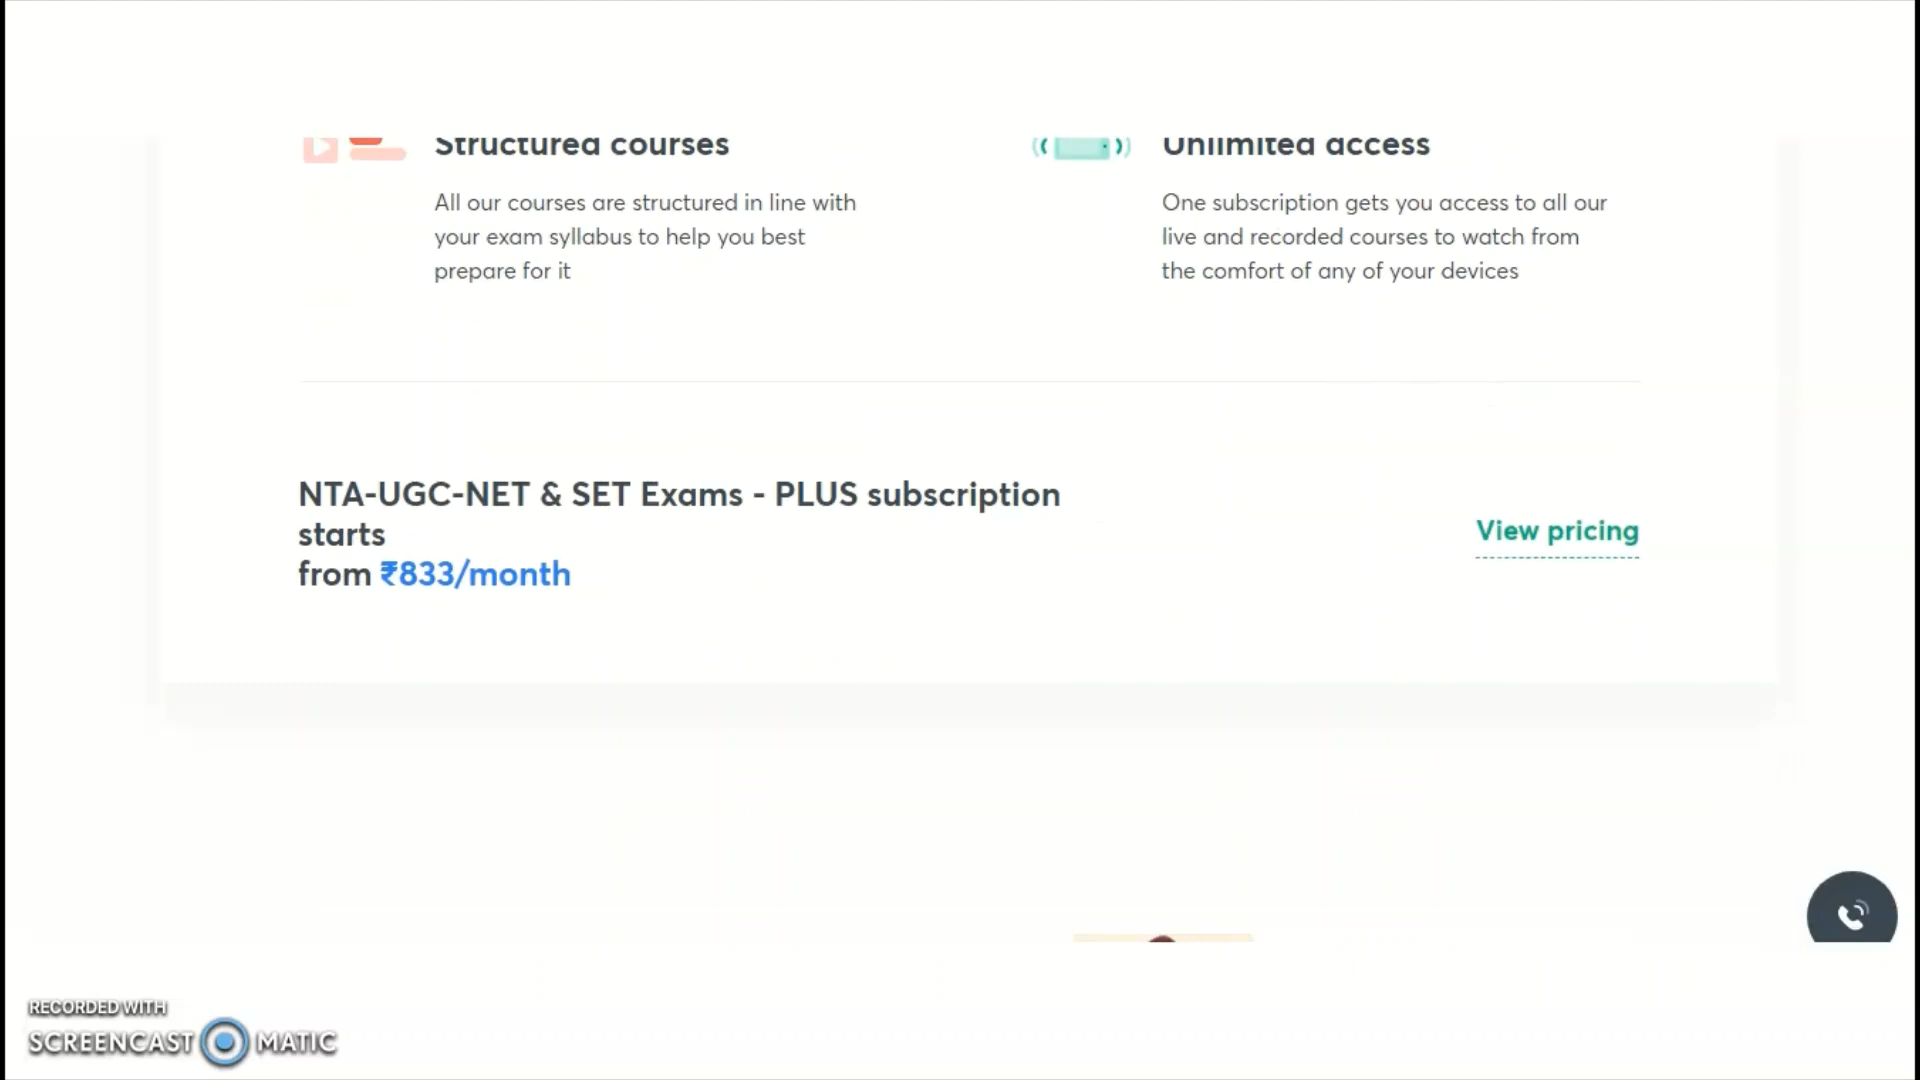 Structured courses
All our courses are structured in line with
your exam syllabus to help you best
prepare for it
Unlimited access
One subscription gets you access to all our
live and recorded courses to watch from
the comfort of any of your devices
NTA-UGC-NET & SET Exams - PLUS subscription
starts
from ₹833/month
View pricing
RECORDED WITH
SCREENCAST MATIC